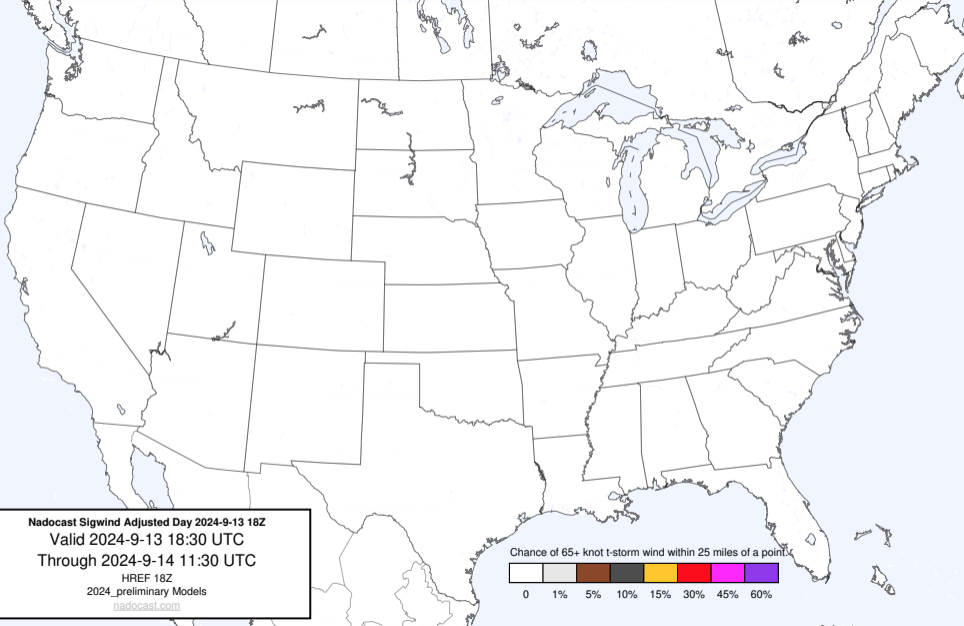 Nadocast Sigwind Adjusted Day 2024-9-13 18Z
Valid 2024-9-13 18:30 UTC
Through 2024-9-14 11:30 UTC
HREF 18Z
2024_preliminary Models
nadocast.com
Chance of 65+ knot t-storm wind within 25 miles of a point.
0 1% 5% 10% 15% 30% 45% 60%